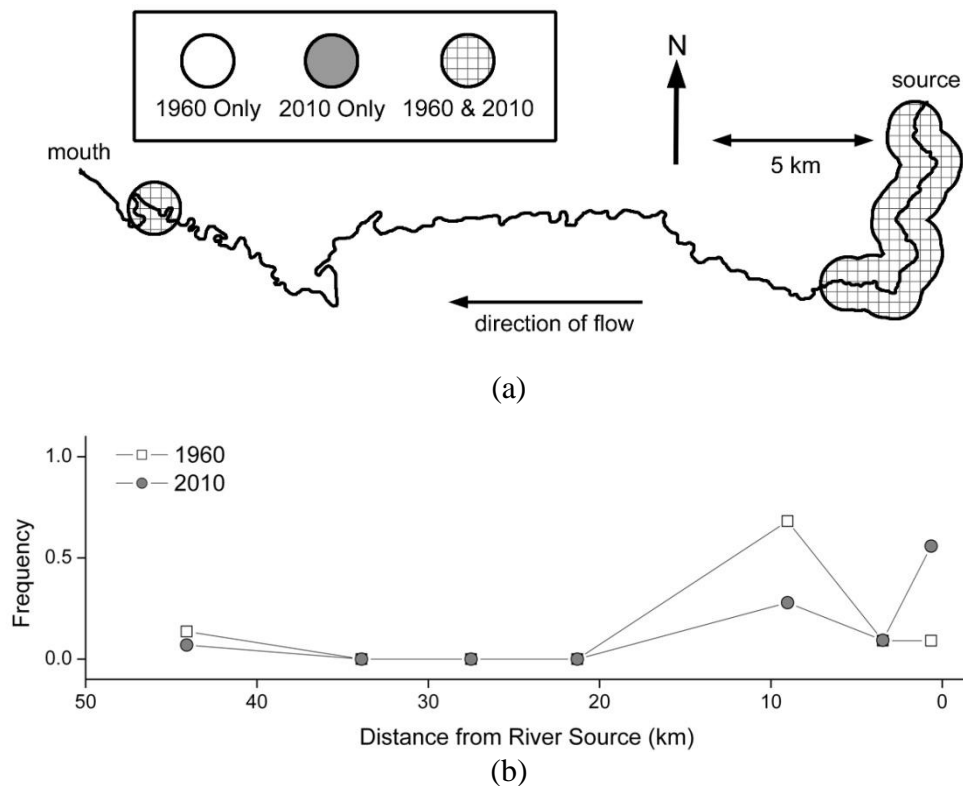 1960 Only 2010 Only 1960 & 2010
N
source
5 km
mouth
direction of flow
(a)
1960
2010
1.0
0.5
0.0
Frequency
50 40 30 20 10 0
Distance from River Source (km)
(b)